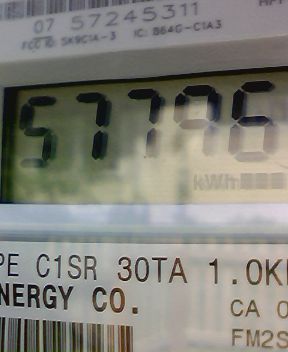 07 57245311
FCC ID: SK9C1A-3 IC: 864G-C1A3
57796
kWh
PE C1SR 30TA 1.0K
NERGY CO.
CA 0
FM2S